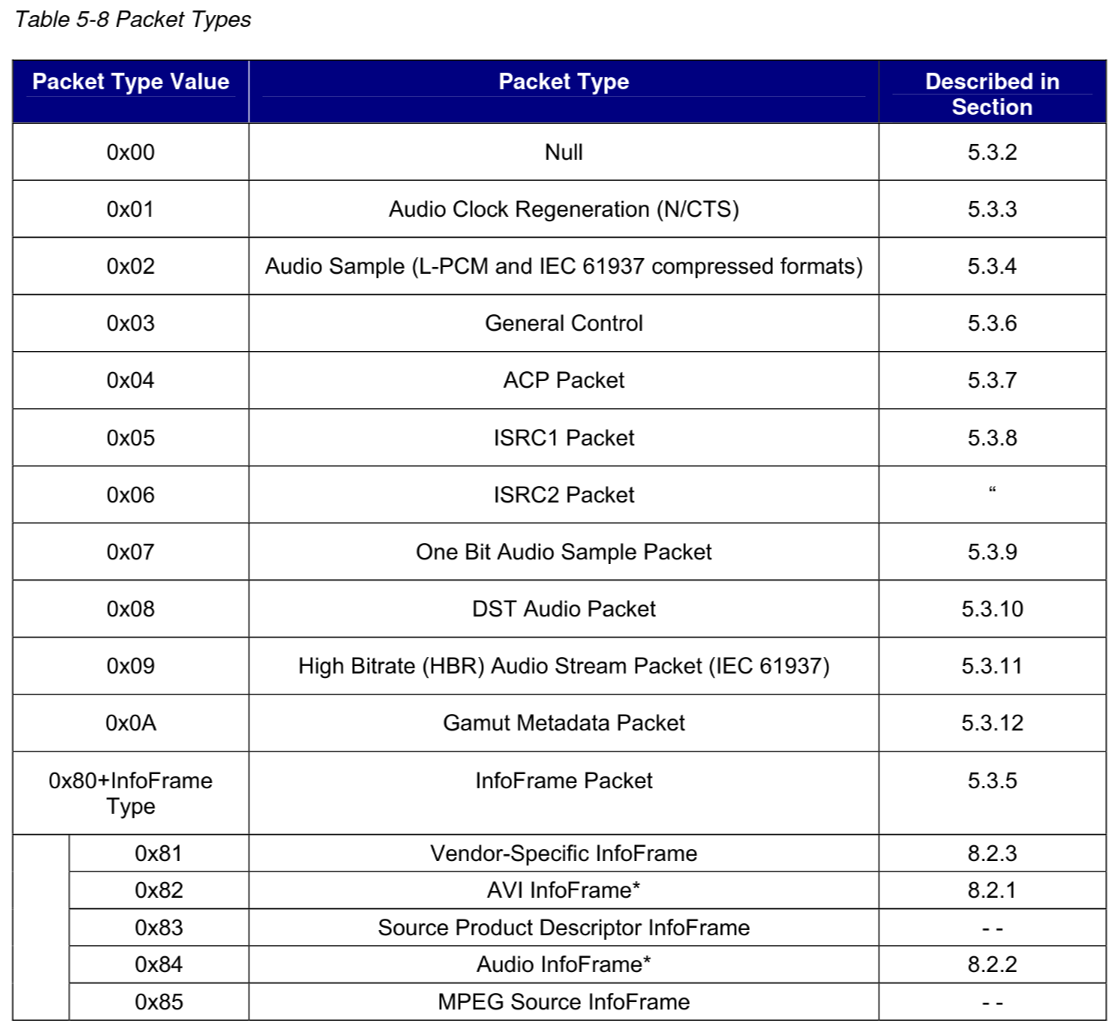 Table 5-8 Packet Types
Packet Type Value Packet Type Described in
Section
0x00 Null 5.3.2
0x01 Audio Clock Regeneration (N/CTS) 5.3.3
0x02 Audio Sample (L-PCM and IEC 61937 compressed formats) 5.3.4
0x03 General Control 5.3.6
0x04 ACP Packet 5.3.7
0x05 ISRC1 Packet 5.3.8
0x06 ISRC2 Packet “
0x07 One Bit Audio Sample Packet 5.3.9
0x08 DST Audio Packet 5.3.10
0x09 High Bitrate (HBR) Audio Stream Packet (IEC 61937) 5.3.11
0x0A Gamut Metadata Packet 5.3.12
0x80+InfoFrame InfoFrame Packet 5.3.5
Type
0x81 Vendor-Specific InfoFrame 8.2.3
0x82 AVI InfoFrame* 8.2.1
0x83 Source Product Descriptor InfoFrame - -
0x84 Audio InfoFrame* 8.2.2
0x85 MPEG Source InfoFrame - -